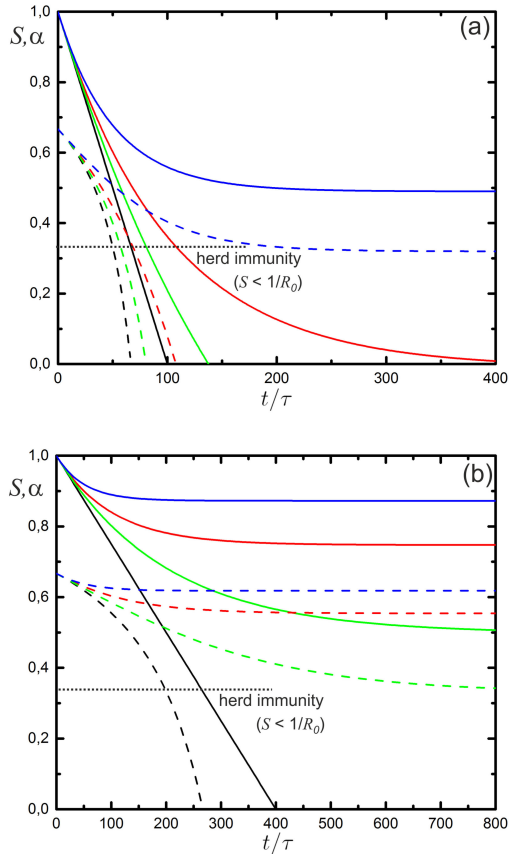 (a)
S,α
1,0
0,8
0,6
0,4
0,2
0,0
herd immunity
(S < 1/R₀)
0 100 200 300 400
t/τ
(b)
S,α
1,0
0,8
0,6
0,4
0,2
0,0
herd immunity
(S < 1/R₀)
0 100 200 300 400 500 600 700 800
t/τ